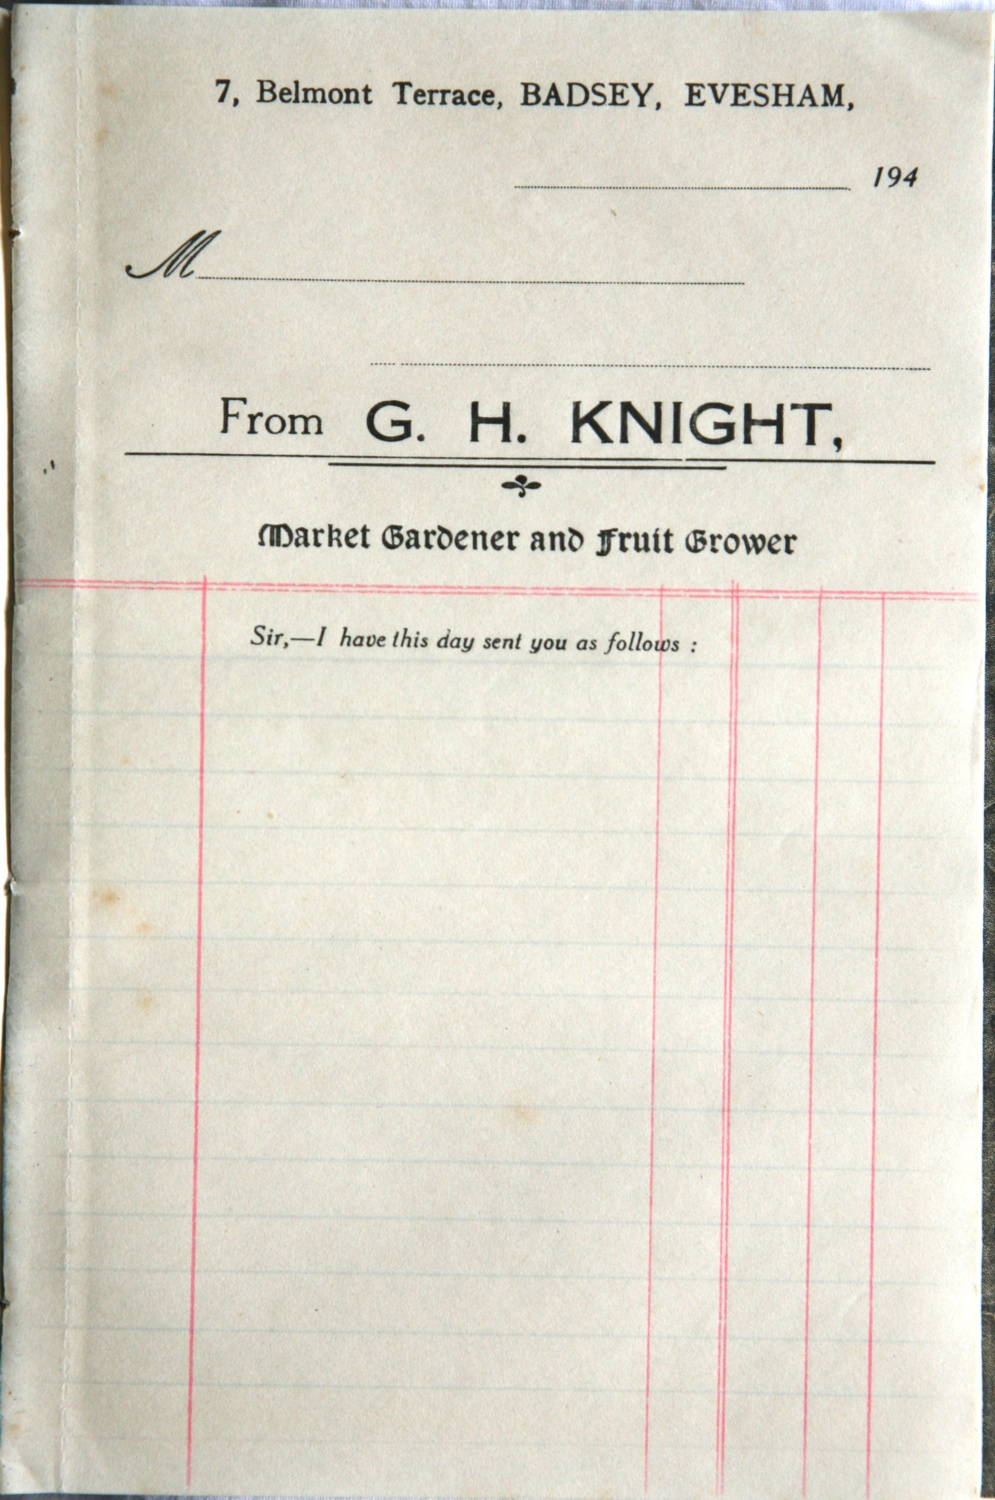 7, Belmont Terrace, BADSEY, EVESHAM,
194
M
From G. H. KNIGHT,
Market Gardener and Fruit Grower
Sir,—I have this day sent you as follows :